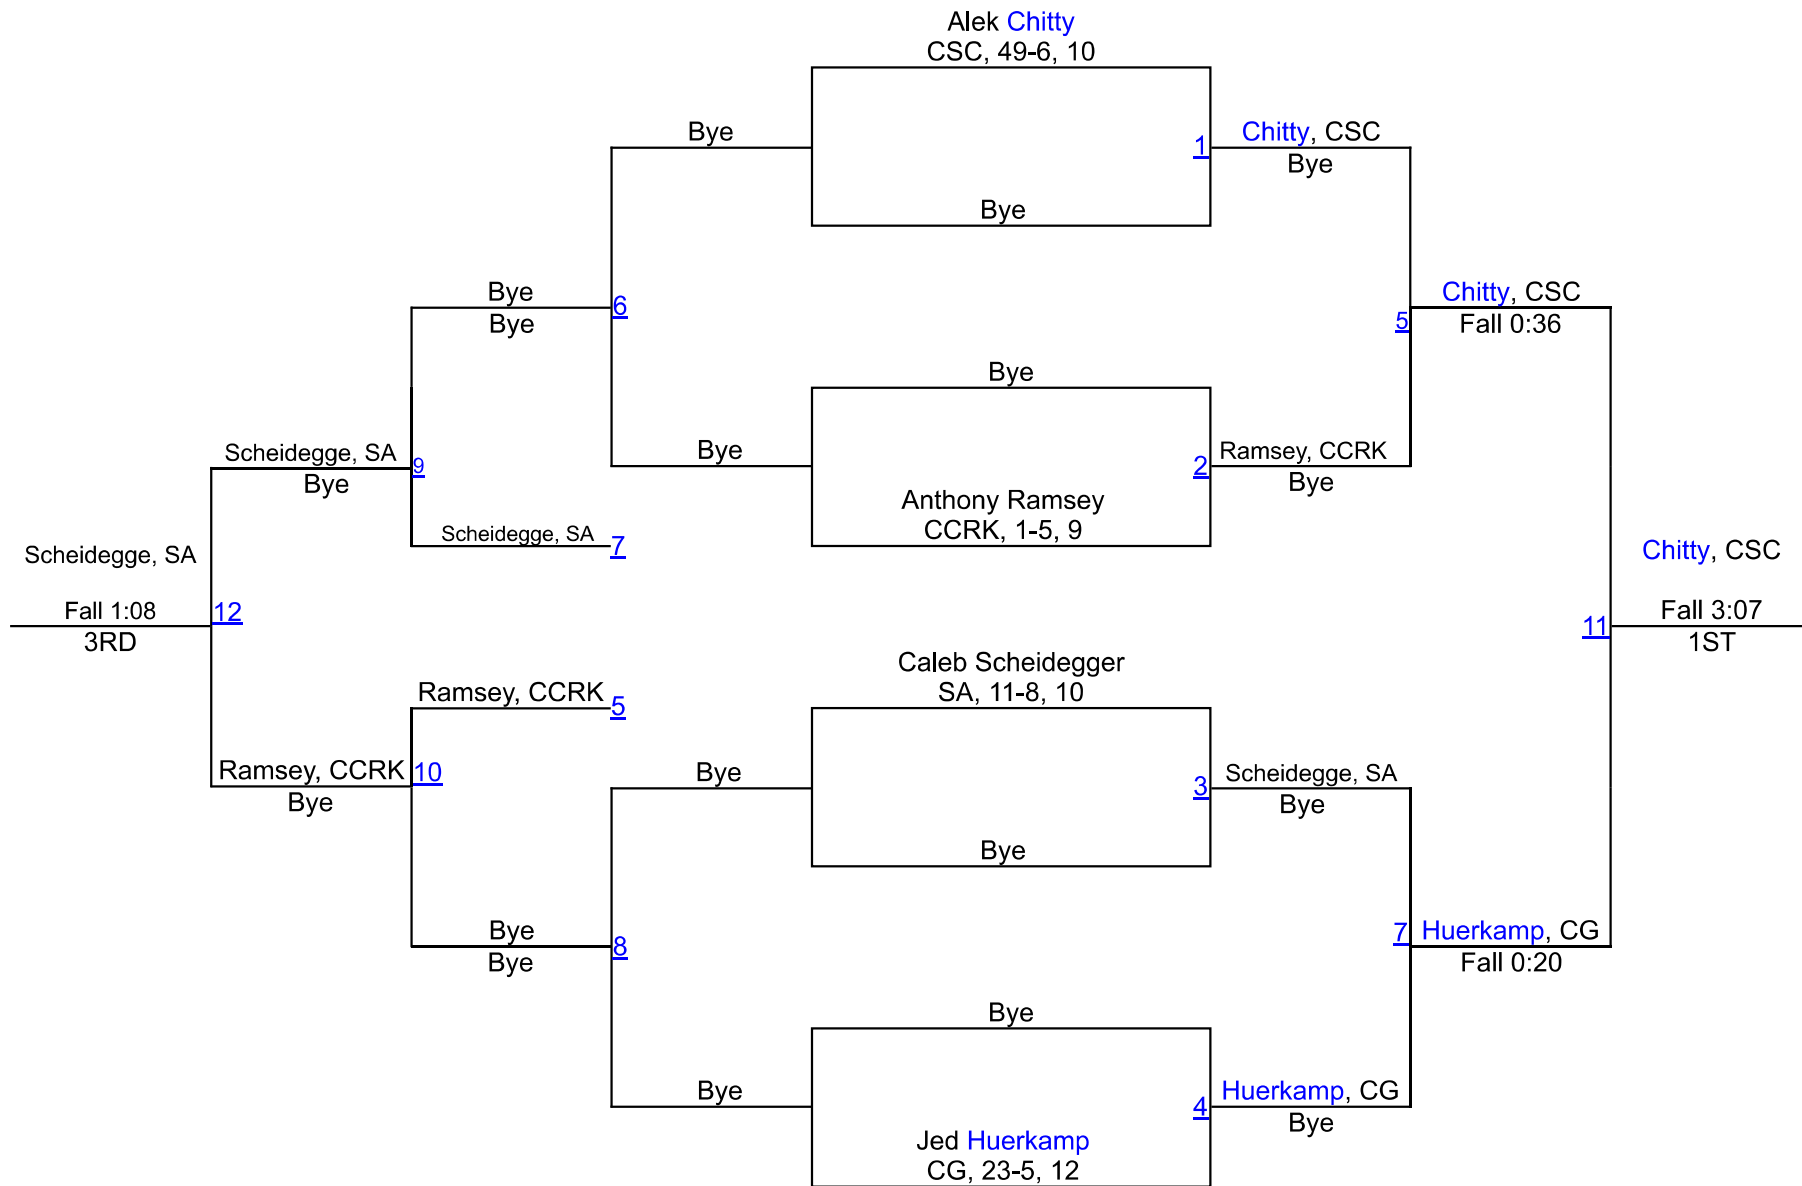 Alek Chitty
CSC, 49-6, 10
Bye
1
Chitty, CSC
Bye
Bye
Bye
Bye
6
5
Chitty, CSC
Fall 0:36
Bye
Bye
2
Ramsey, CCRK
Bye
Anthony Ramsey
CCRK, 1-5, 9
Scheidegge, SA
Bye
9
Scheidegge, SA
7
Scheidegge, SA
Fall 1:08
3RD
12
Chitty, CSC
Fall 3:07
1ST
11
Caleb Scheidegger
SA, 11-8, 10
Ramsey, CCRK
5
Ramsey, CCRK
Bye
10
Bye
3
Scheidegge, SA
Bye
Bye
Bye
Bye
8
7
Huerkamp, CG
Fall 0:20
Bye
Bye
4
Huerkamp, CG
Bye
Jed Huerkamp
CG, 23-5, 12